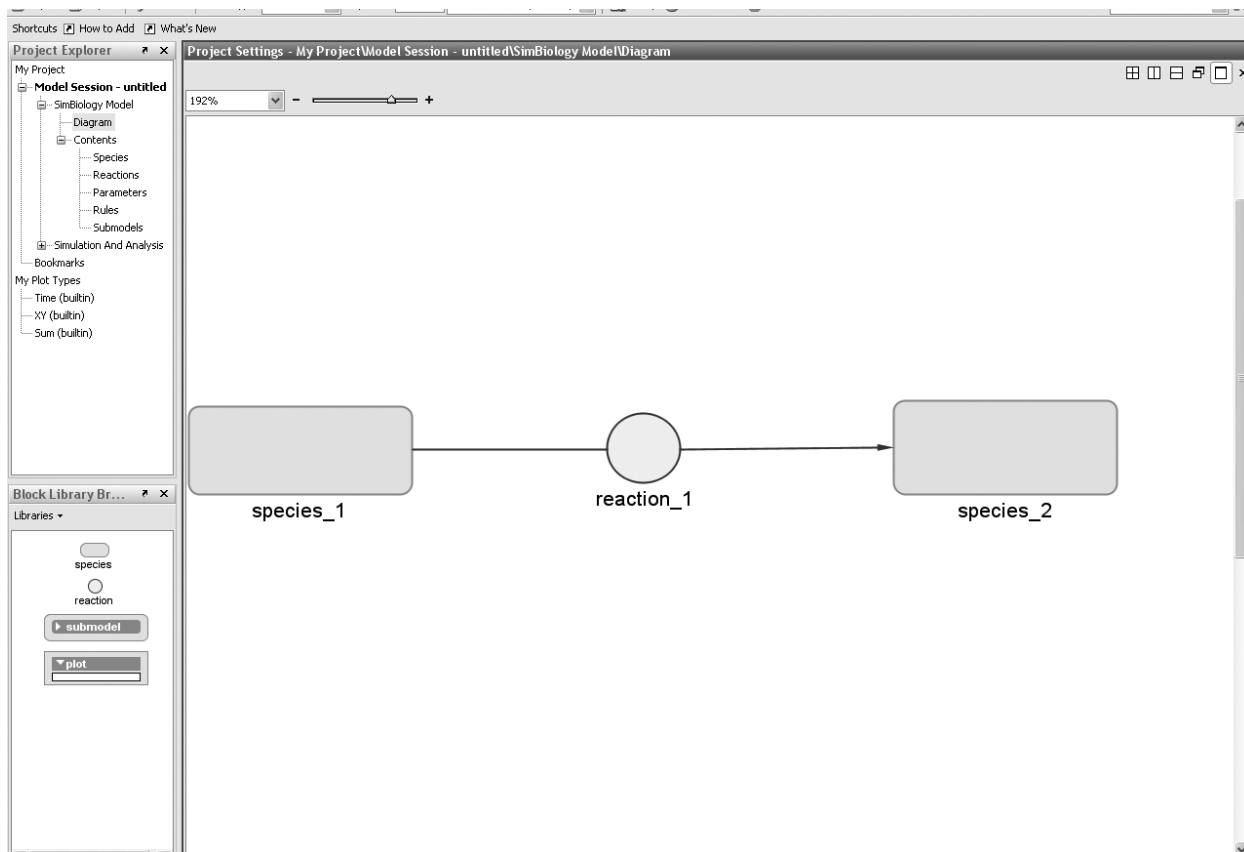 Shortcuts How to Add What's New
Project Explorer
Project Settings - My Project\Model Session - untitled\SimBiology Model\Diagram
My Project
Model Session - untitled
SimBiology Model
Diagram
Contents
Species
Reactions
Parameters
Rules
Submodels
Simulation And Analysis
Bookmarks
My Plot Types
Time (builtin)
XY (builtin)
Sum (builtin)
192%
species_1
reaction_1
species_2
Block Library Br...
Libraries
species
reaction
submodel
plot